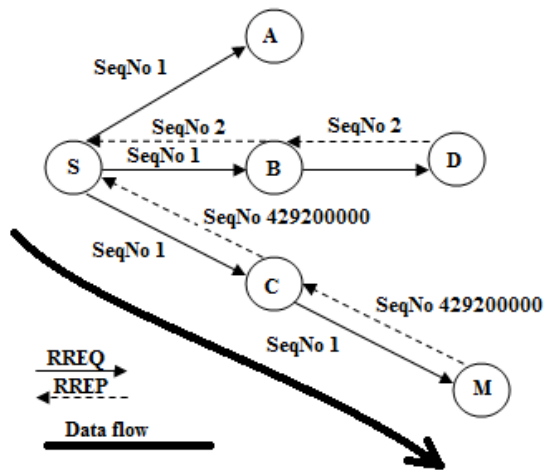 A
SeqNo 1
SeqNo 2
SeqNo 2
S
SeqNo 1
B
D
SeqNo 429200000
SeqNo 1
C
SeqNo 429200000
SeqNo 1
RREQ
RREP
M
Data flow